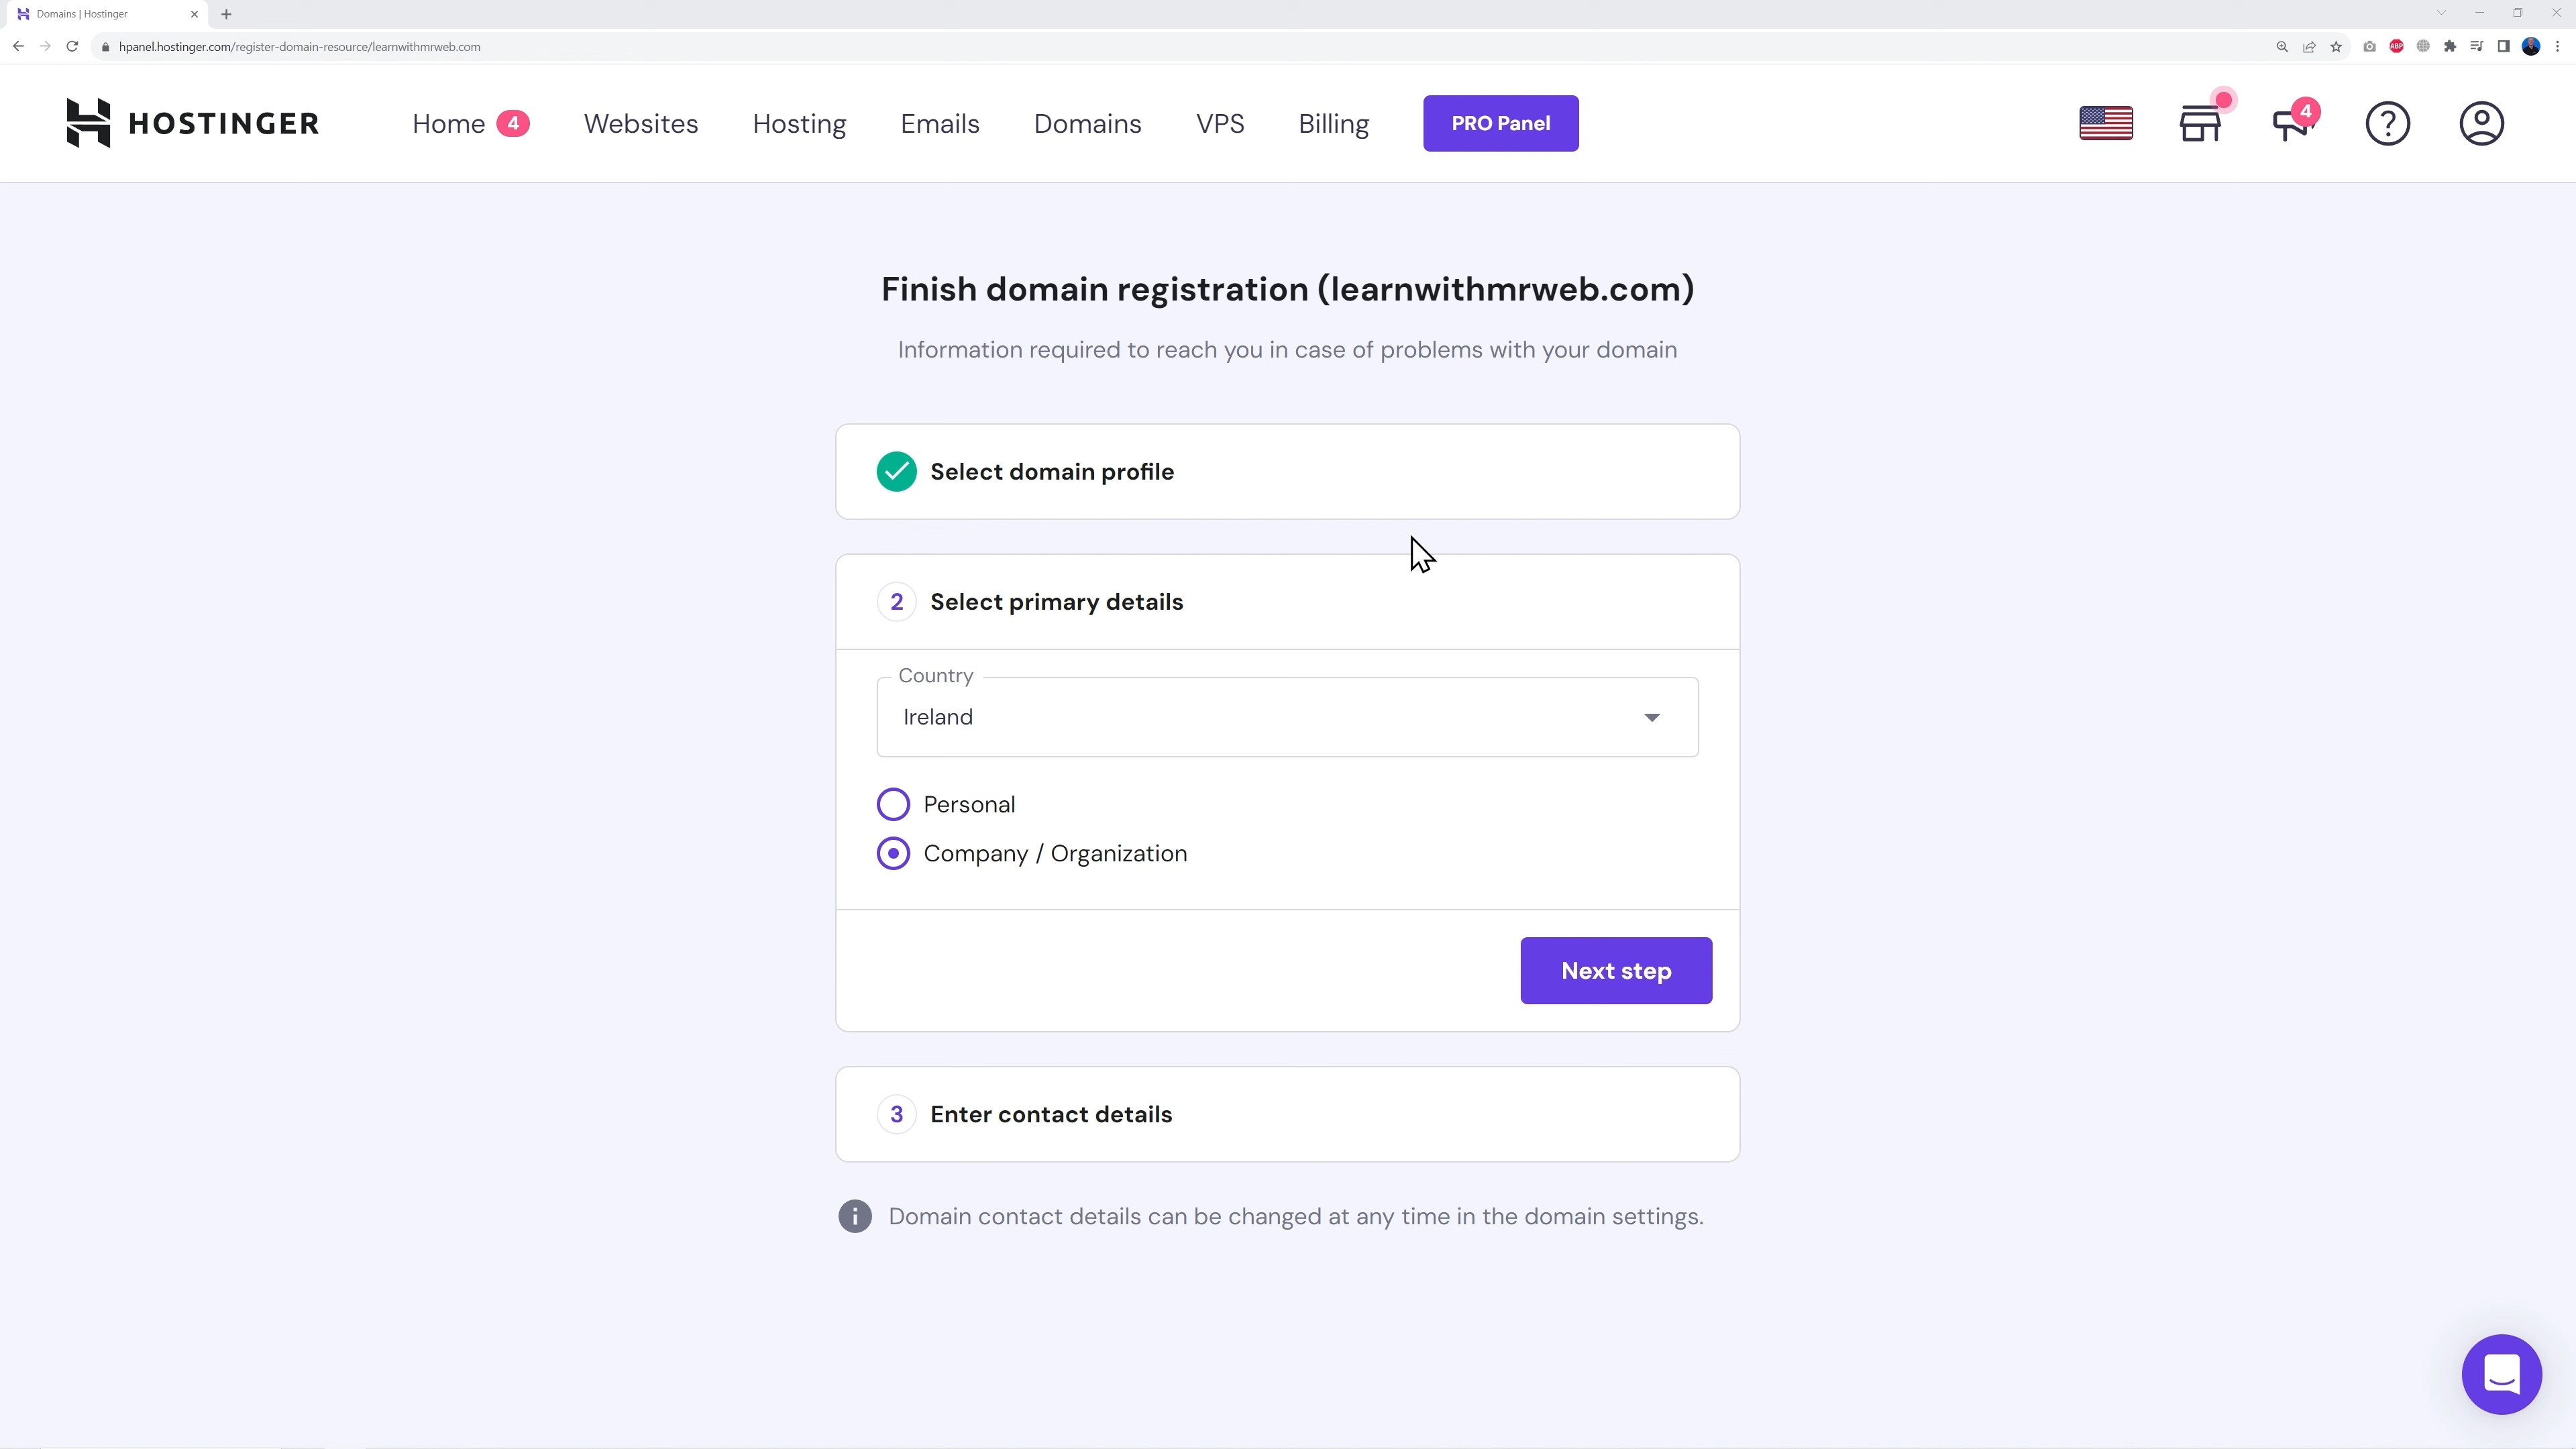 Domains | Hostinger
hpanel.hostinger.com/register-domain-resource/learnwithmrweb.com
ABP
HOSTINGER
Home 4
Websites
Hosting
Emails
Domains
VPS
Billing
PRO Panel
4
?
Finish domain registration (learnwithmrweb.com)
Information required to reach you in case of problems with your domain
Select domain profile
2 Select primary details
Country
Ireland
Personal
Company / Organization
Next step
3 Enter contact details
i Domain contact details can be changed at any time in the domain settings.